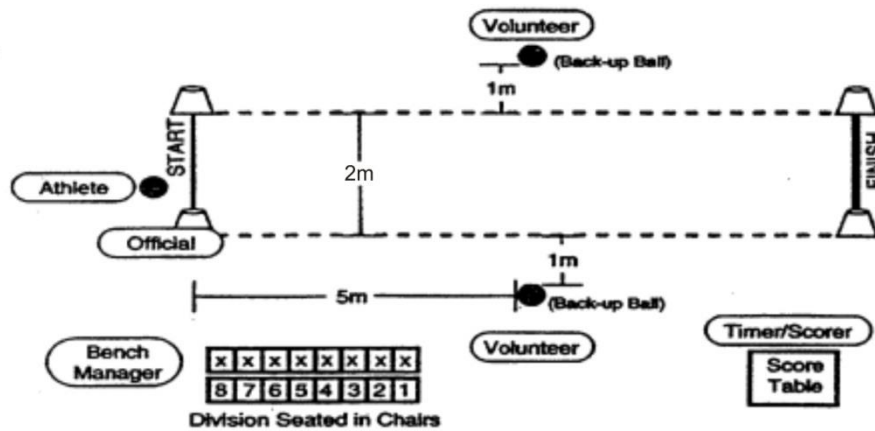 Volunteer
(Back-up Ball)
1m
START
2m
FINISH
Athlete
Official
1m
5m
(Back-up Ball)
Bench
Manager
x x x x x x x x
8 7 6 5 4 3 2 1
Division Seated in Chairs
Volunteer
Timer/Scorer
Score
Table